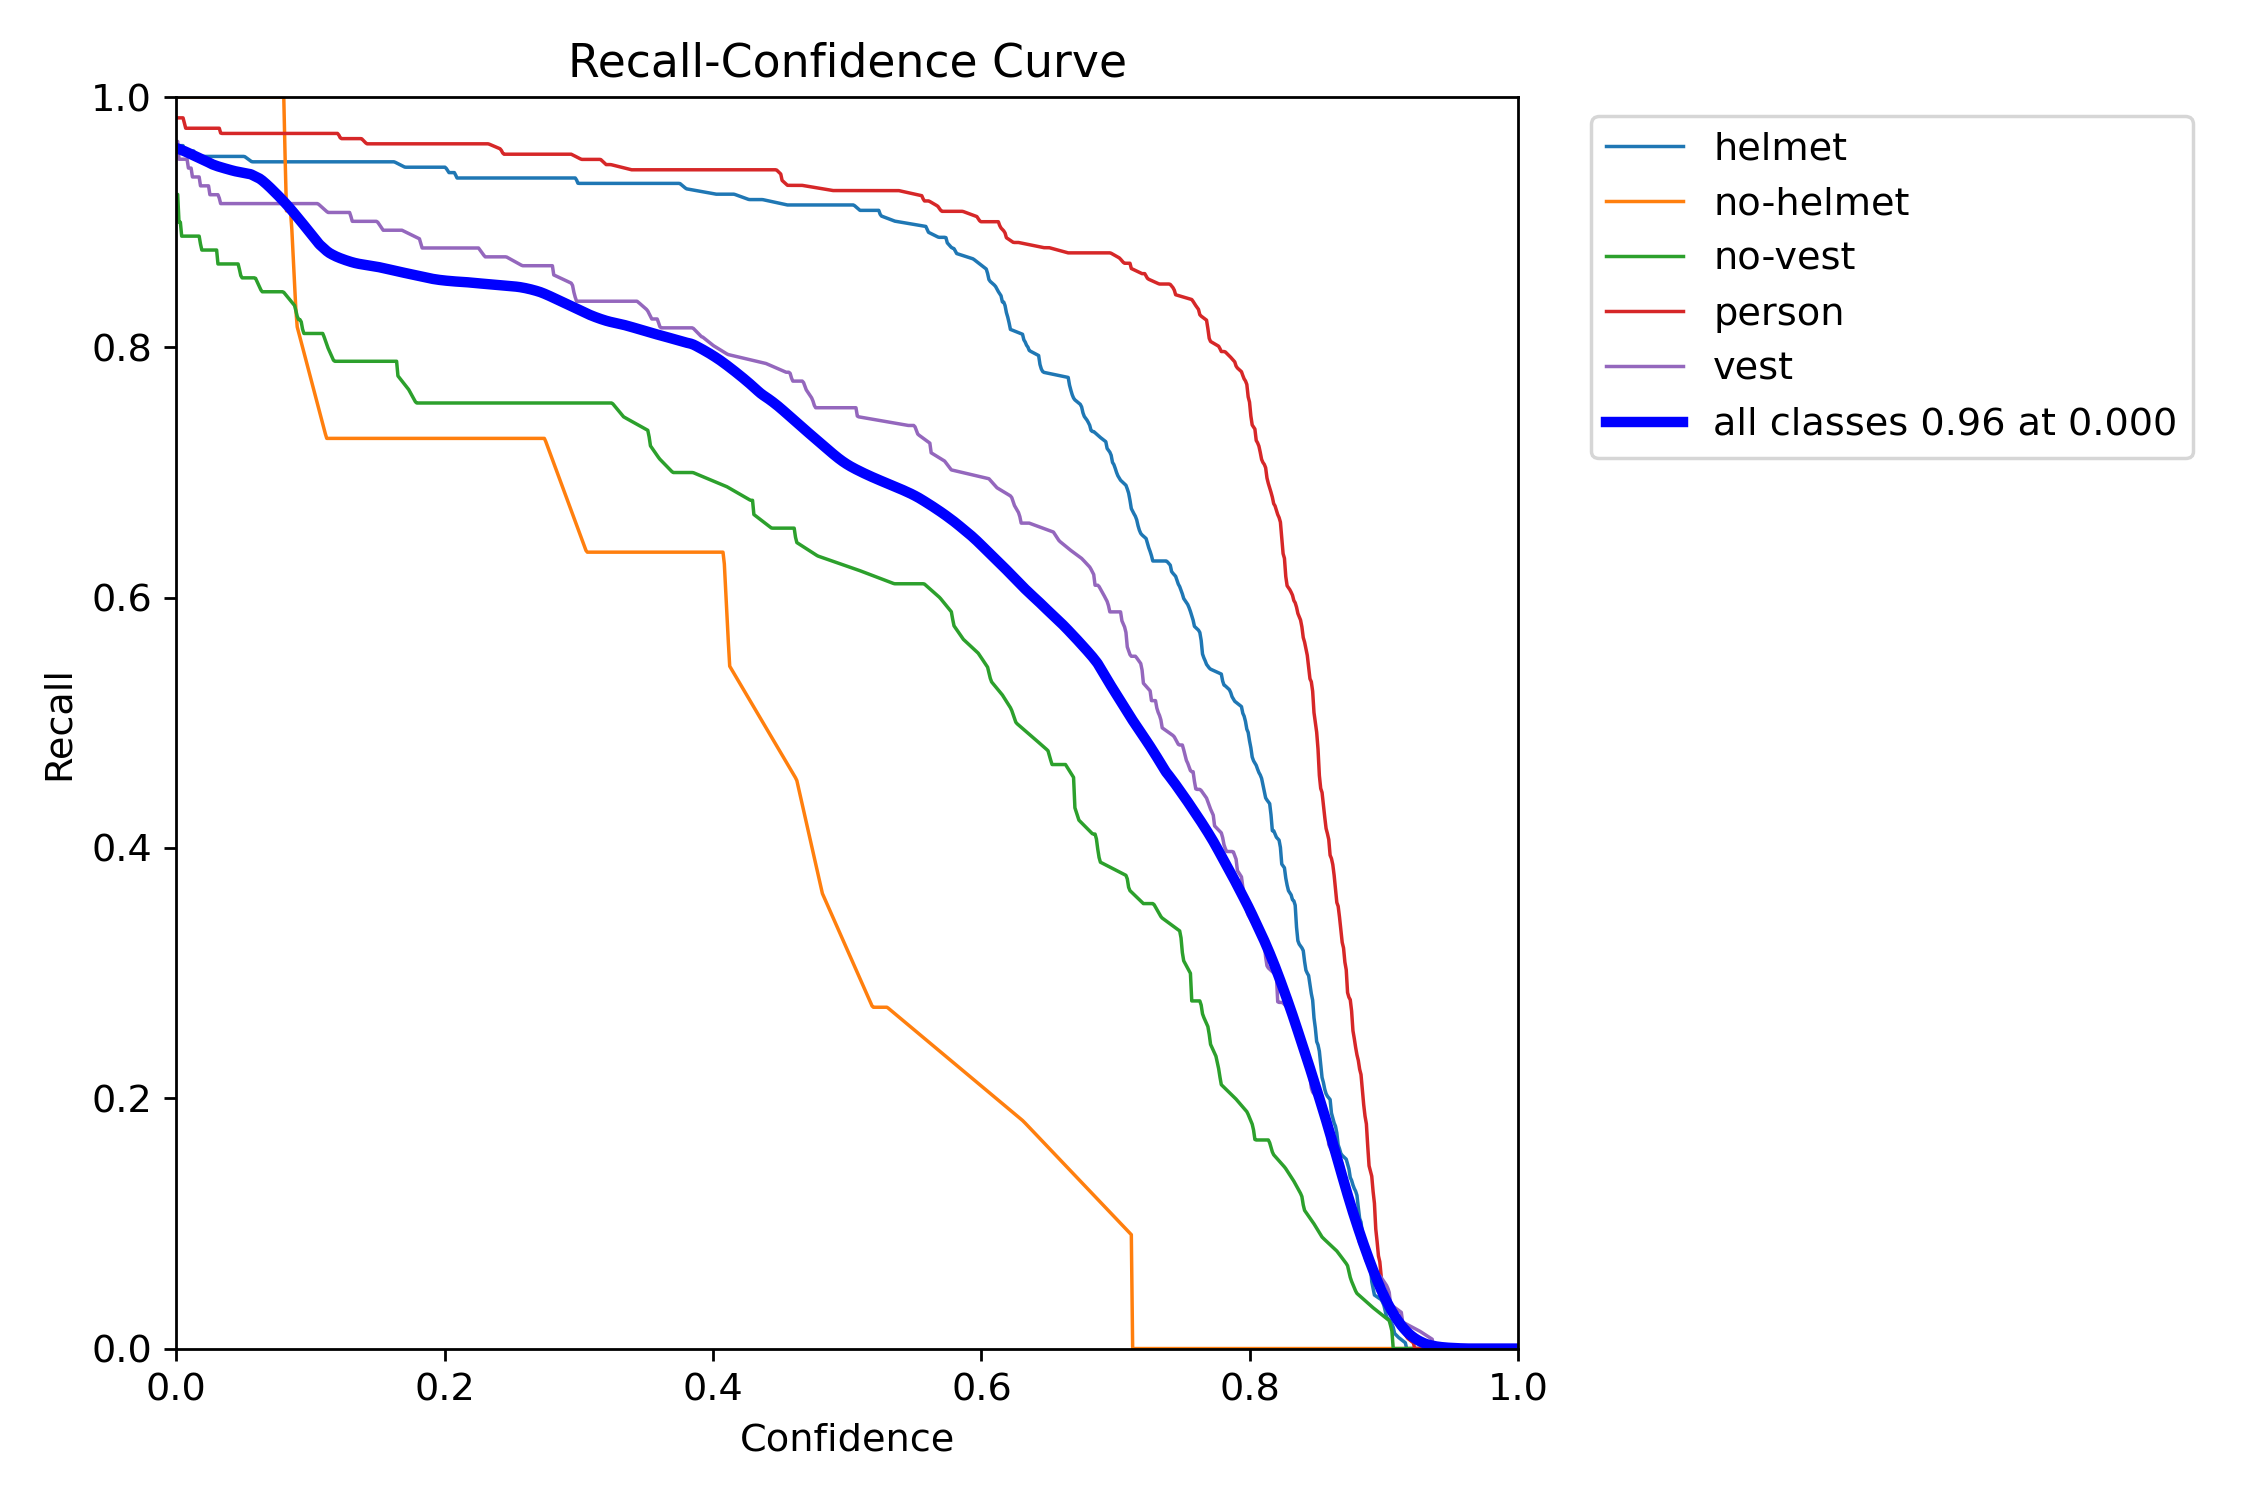 Recall-Confidence Curve
1.0
0.8
0.6
0.4
0.2
0.0
Recall
0.0 0.2 0.4 0.6 0.8 1.0
Confidence
helmet
no-helmet
no-vest
person
vest
all classes 0.96 at 0.000